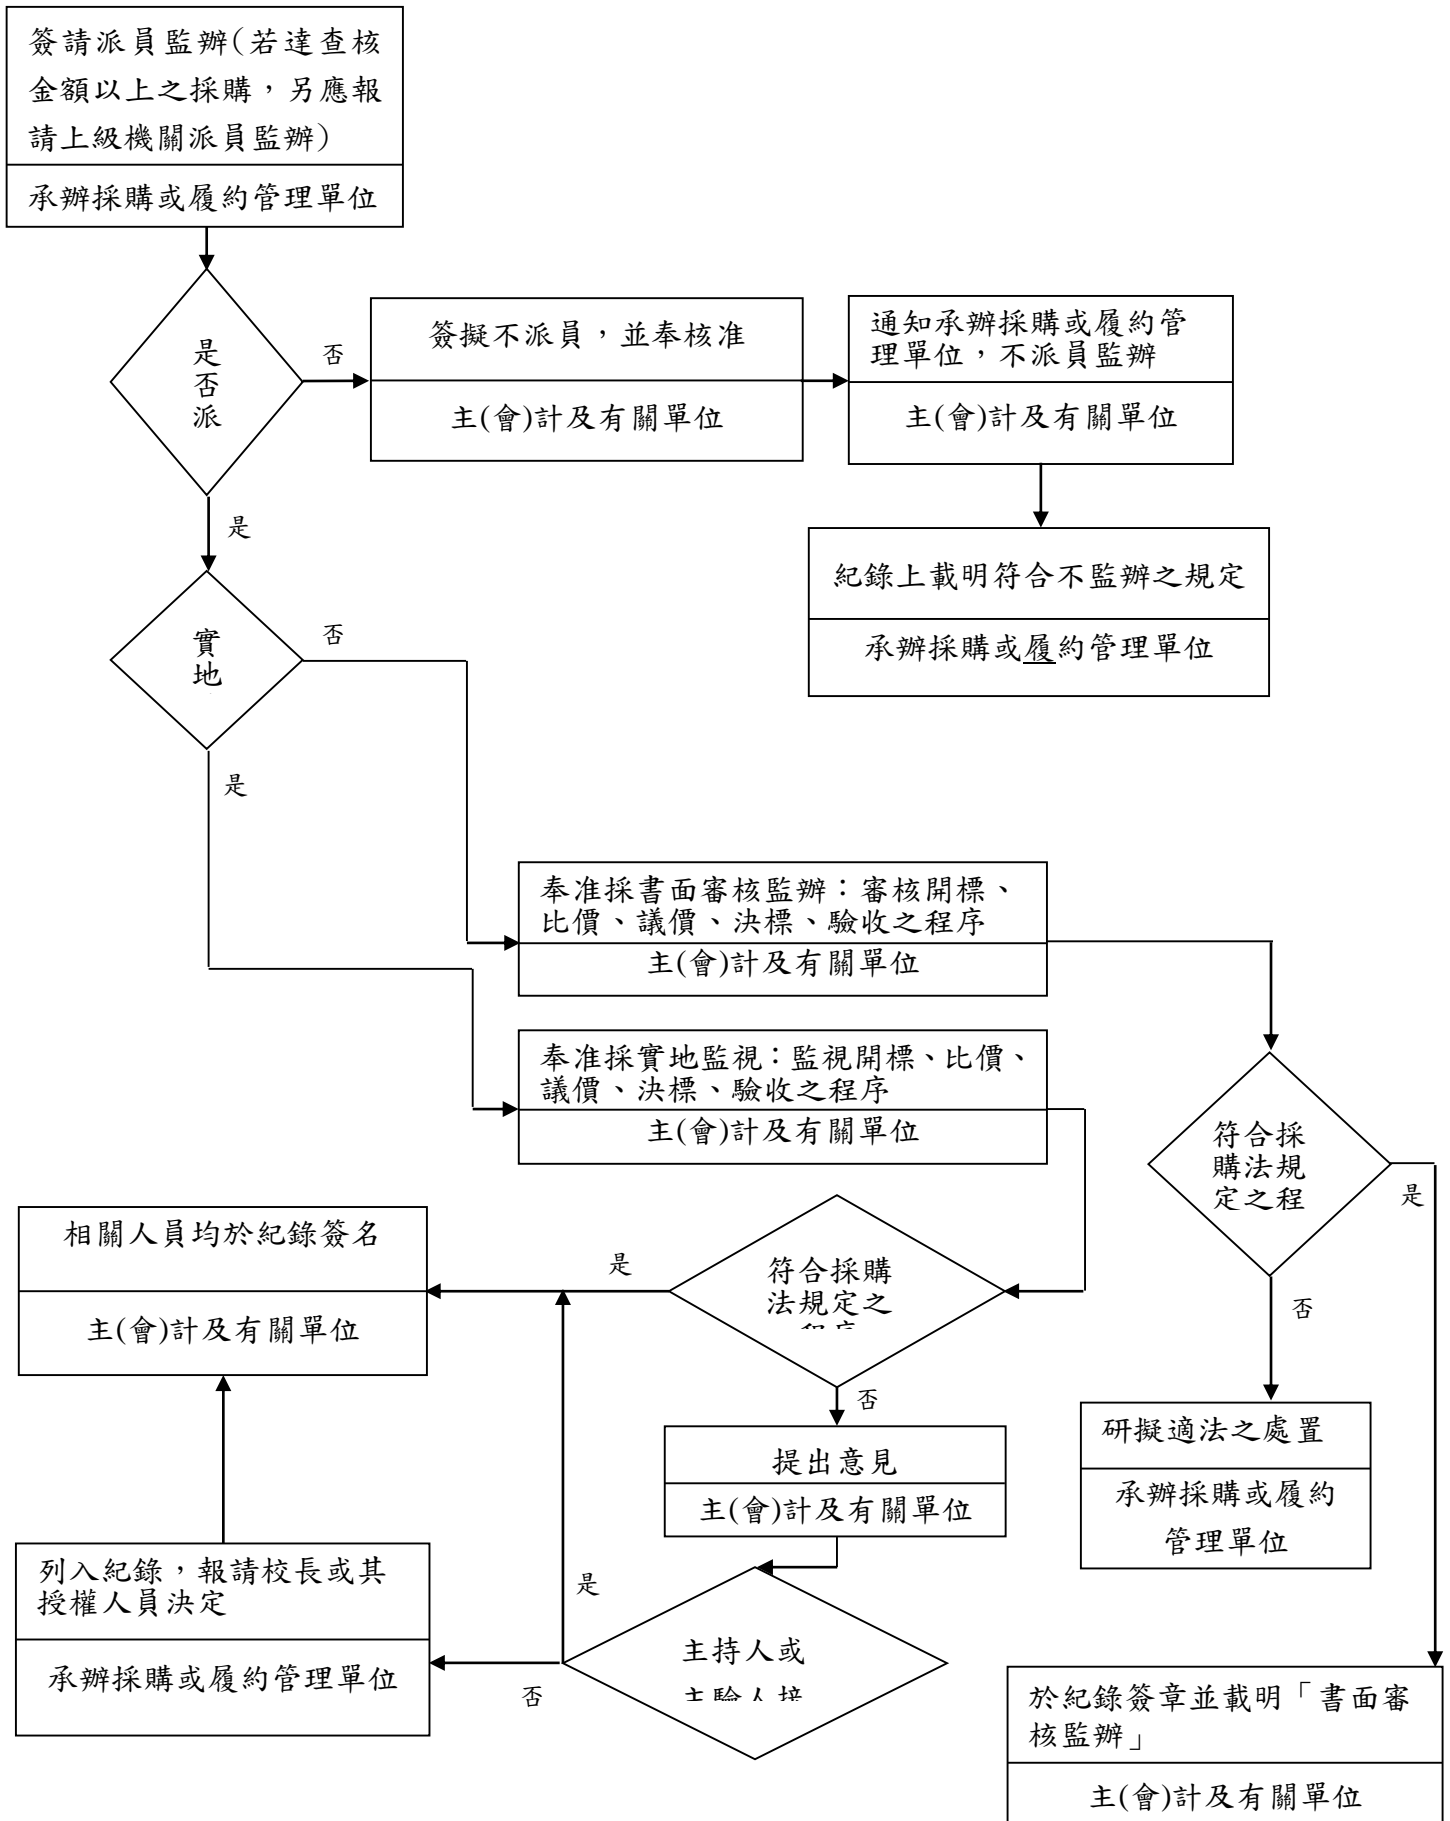 簽請派員監辦(若達查核
金額以上之採購，另應報
請上級機關派員監辦)
承辦採購或履約管理單位
是
否
派
否
簽擬不派員，並奉核准
主(會)計及有關單位
通知承辦採購或履約管
理單位，不派員監辦
主(會)計及有關單位
是
紀錄上載明符合不監辦之規定
承辦採購或履約管理單位
實
地
否
是
奉准採書面審核監辦：審核開標、
比價、議價、決標、驗收之程序
主(會)計及有關單位
奉准採實地監視：監視開標、比價、
議價、決標、驗收之程序
主(會)計及有關單位
符合採
購法規
定之程
是
否
相關人員均於紀錄簽名
主(會)計及有關單位
是
符合採購
法規定之
程序
否
提出意見
主(會)計及有關單位
研擬適法之處置
承辦採購或履約
管理單位
列入紀錄，報請校長或其
授權人員決定
承辦採購或履約管理單位
是
否
主持人或
主驗人接
於紀錄簽章並載明「書面審
核監辦」
主(會)計及有關單位